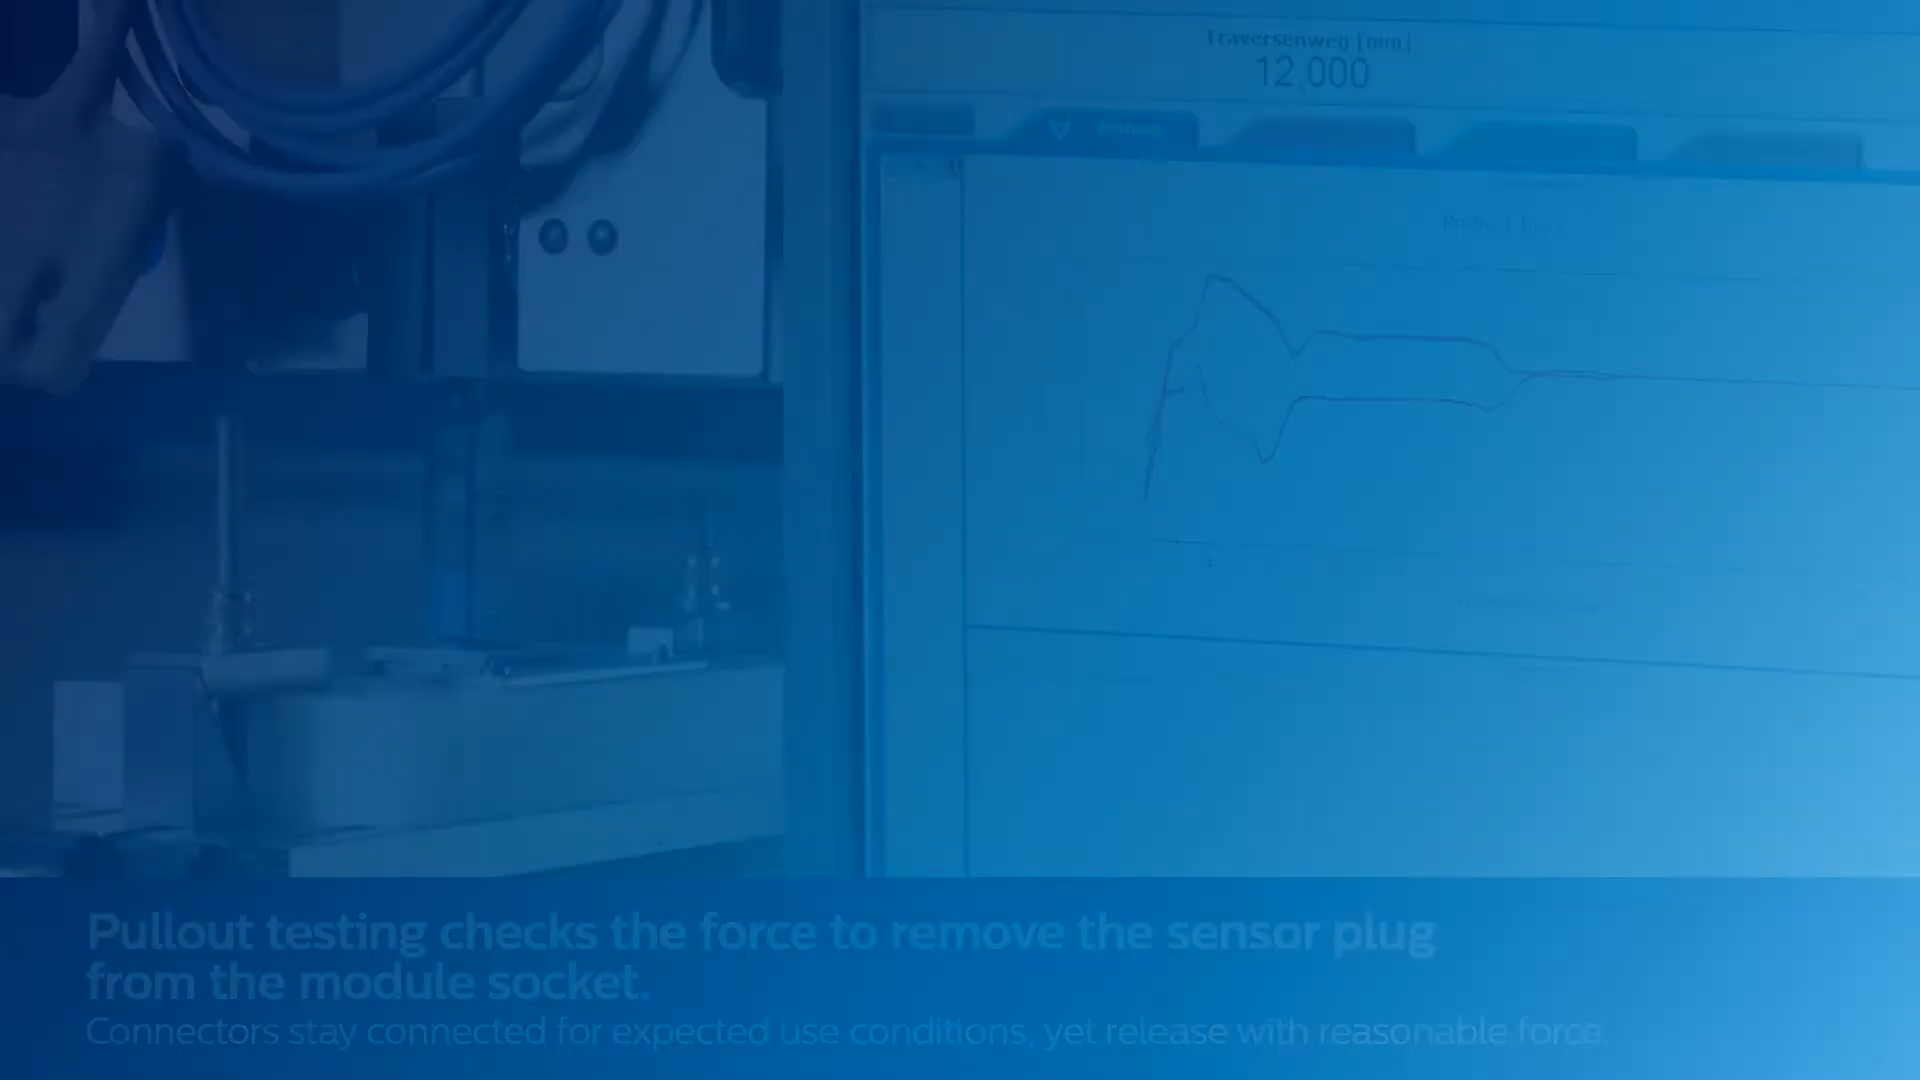 Traversenweg [mm]
12,000
Pullout testing checks the force to remove the sensor plug
from the module socket.
Connectors stay connected for expected use conditions, yet release with reasonable force.